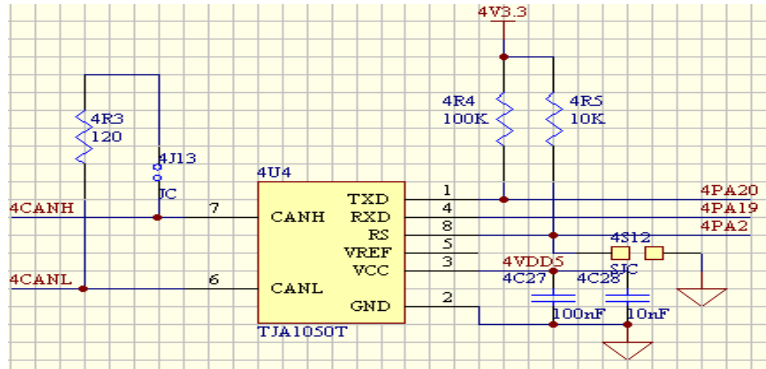 4V3.3
4R4
100K
4R5
10K
4R3
120
4J13
JC
4U4
4CANH
7
CANH
TXD
1
4PA20
RXD
4
4PA19
RS
8
4PA2
VREF
5
4S12
SJC
VCC
3
4VDD5
4C27
4C28
4CANL
6
CANL
GND
2
100nF
10nF
TJA1050T